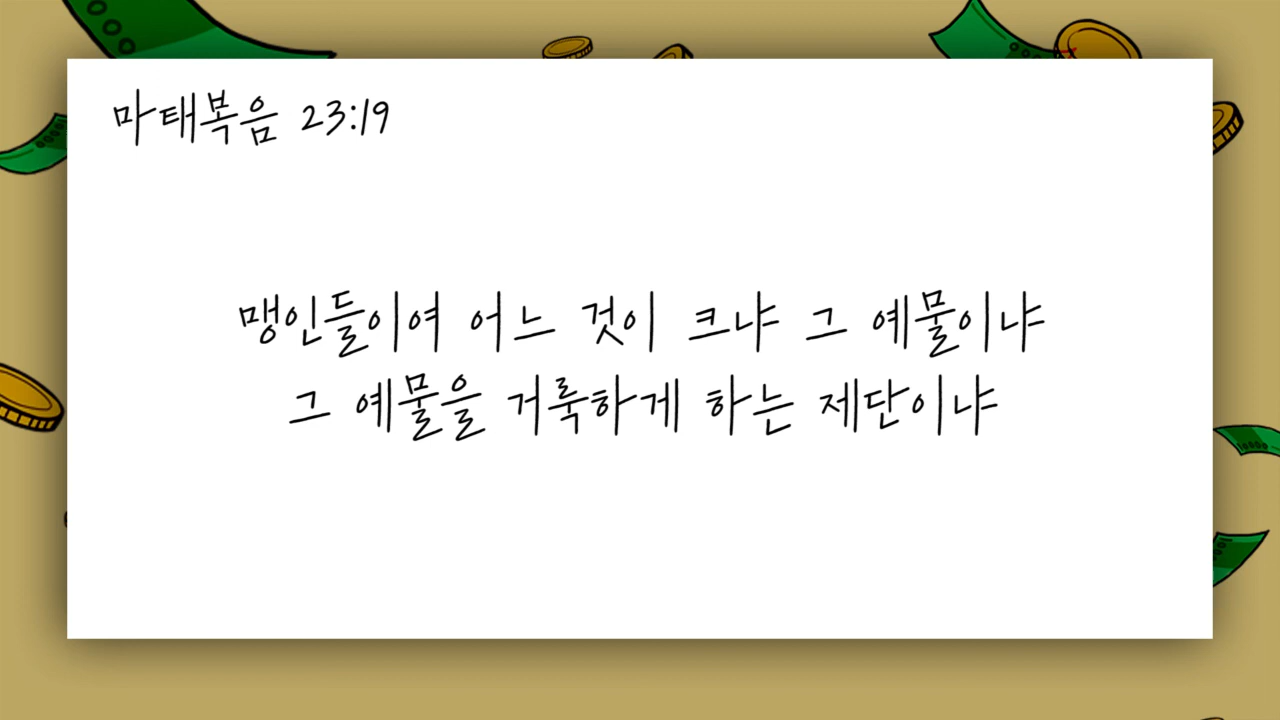 마태복음 23:19
맹인들이여 어느 것이 크냐 그 예물이냐
그 예물을 거룩하게 하는 제단이냐